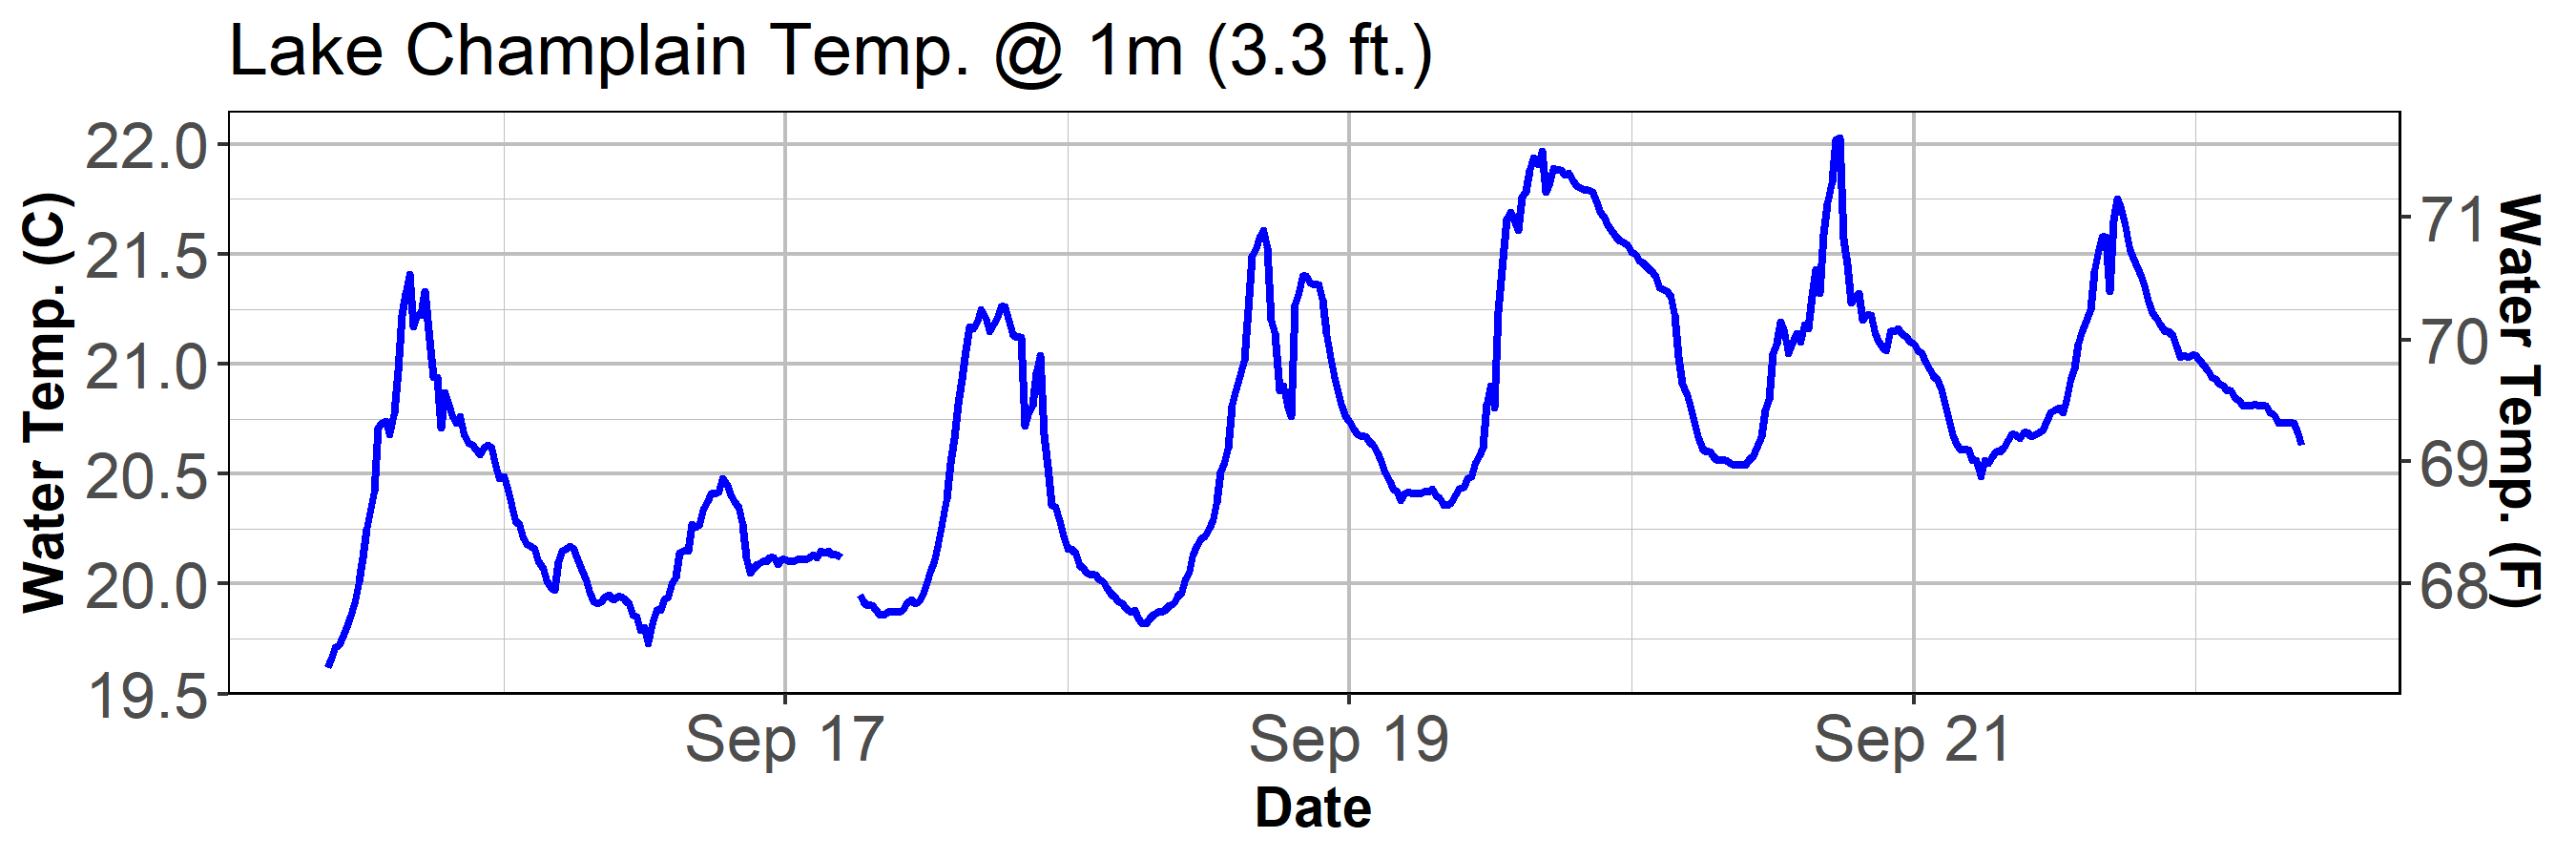 Lake Champlain Temp. @ 1m (3.3 ft.)
Water Temp. (C)
22.0
21.5
21.0
20.5
20.0
19.5
71
70
69
68
Water Temp. (F)
Sep 17 Sep 19 Sep 21
Date